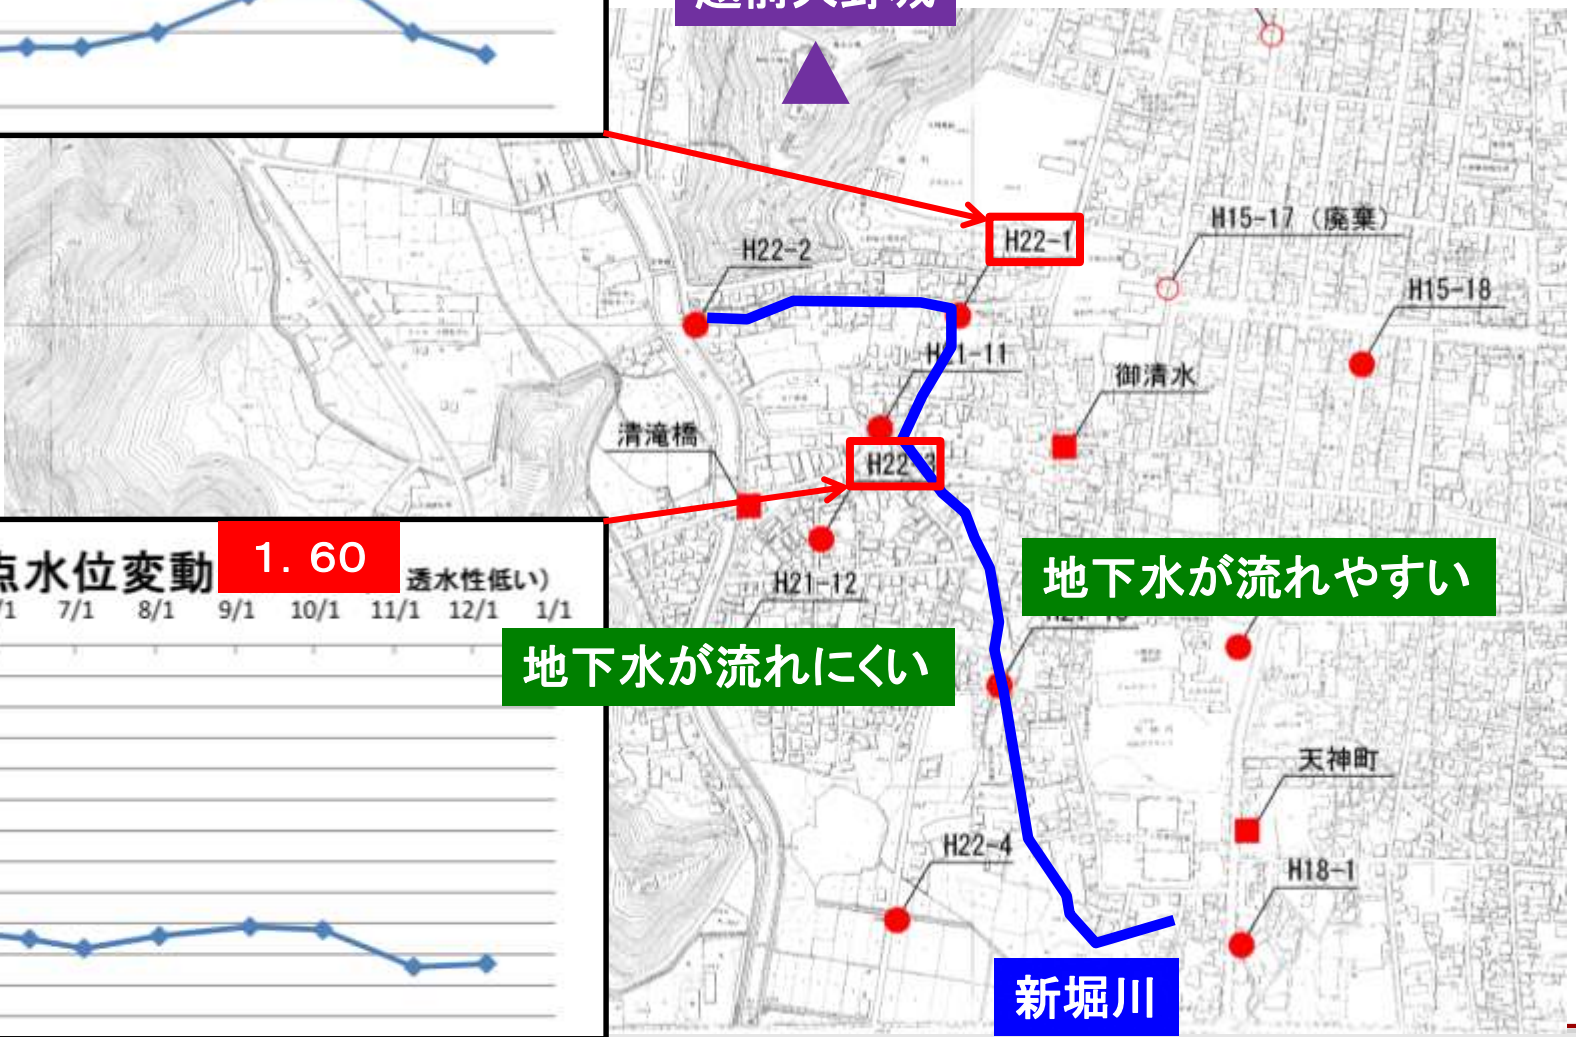 H22-1
H15-17（廃棄）
H22-2
H15-18
H21-11
御清水
清滝橋
H22-3
点水位変動
1.60
透水性低い）
7/1 8/1 9/1 10/1 11/1 12/1 1/1
地下水が流れやすい
H21-12
地下水が流れにくい
天神町
H22-4
H18-1
新堀川